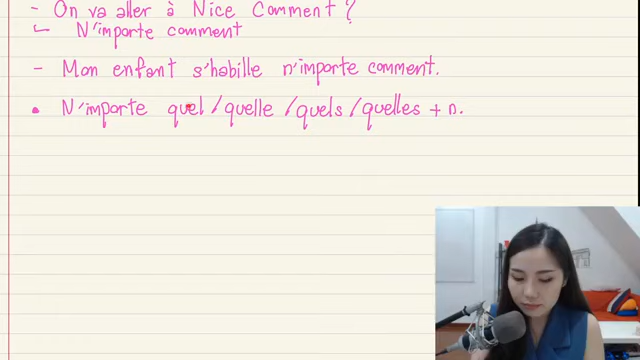 - On va aller à Nice Comment ?
↳ N'importe comment
- Mon enfant s'habille n'importe comment.
• N'importe quel / quelle / quels / quelles + n.